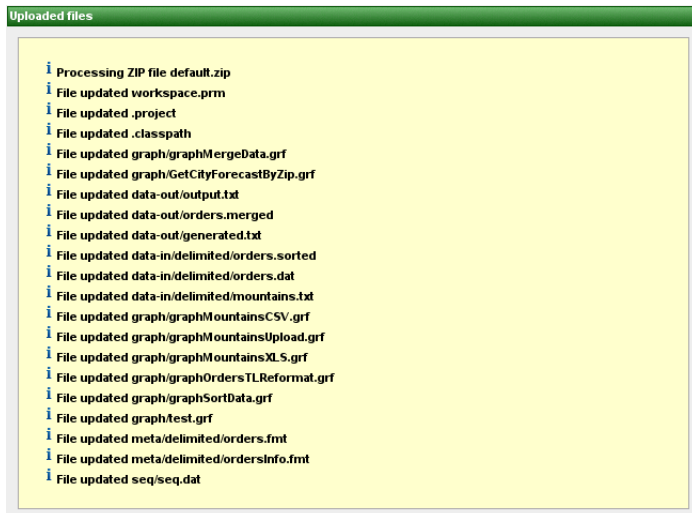 Uploaded files
i Processing ZIP file default.zip
i File updated workspace.prm
i File updated .project
i File updated .classpath
i File updated graph/graphMergeData.grf
i File updated graph/GetCityForecastByZip.grf
i File updated data-out/output.txt
i File updated data-out/orders.merged
i File updated data-out/generated.txt
i File updated data-in/delimited/orders.sorted
i File updated data-in/delimited/orders.dat
i File updated data-in/delimited/mountains.txt
i File updated graph/graphMountainsCSV.grf
i File updated graph/graphMountainsUpload.grf
i File updated graph/graphMountainsXLS.grf
i File updated graph/graphOrdersTLReformat.grf
i File updated graph/graphSortData.grf
i File updated graph/test.grf
i File updated meta/delimited/orders.fmt
i File updated meta/delimited/ordersInfo.fmt
i File updated seq/seq.dat